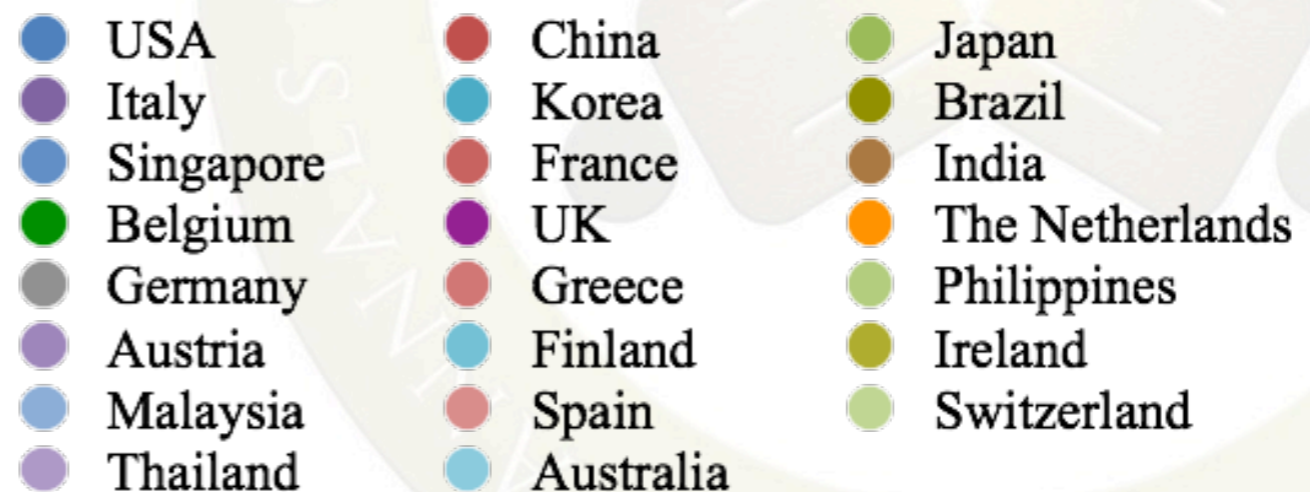 USA China Japan
Italy Korea Brazil
Singapore France India
Belgium UK The Netherlands
Germany Greece Philippines
Austria Finland Ireland
Malaysia Spain Switzerland
Thailand Australia